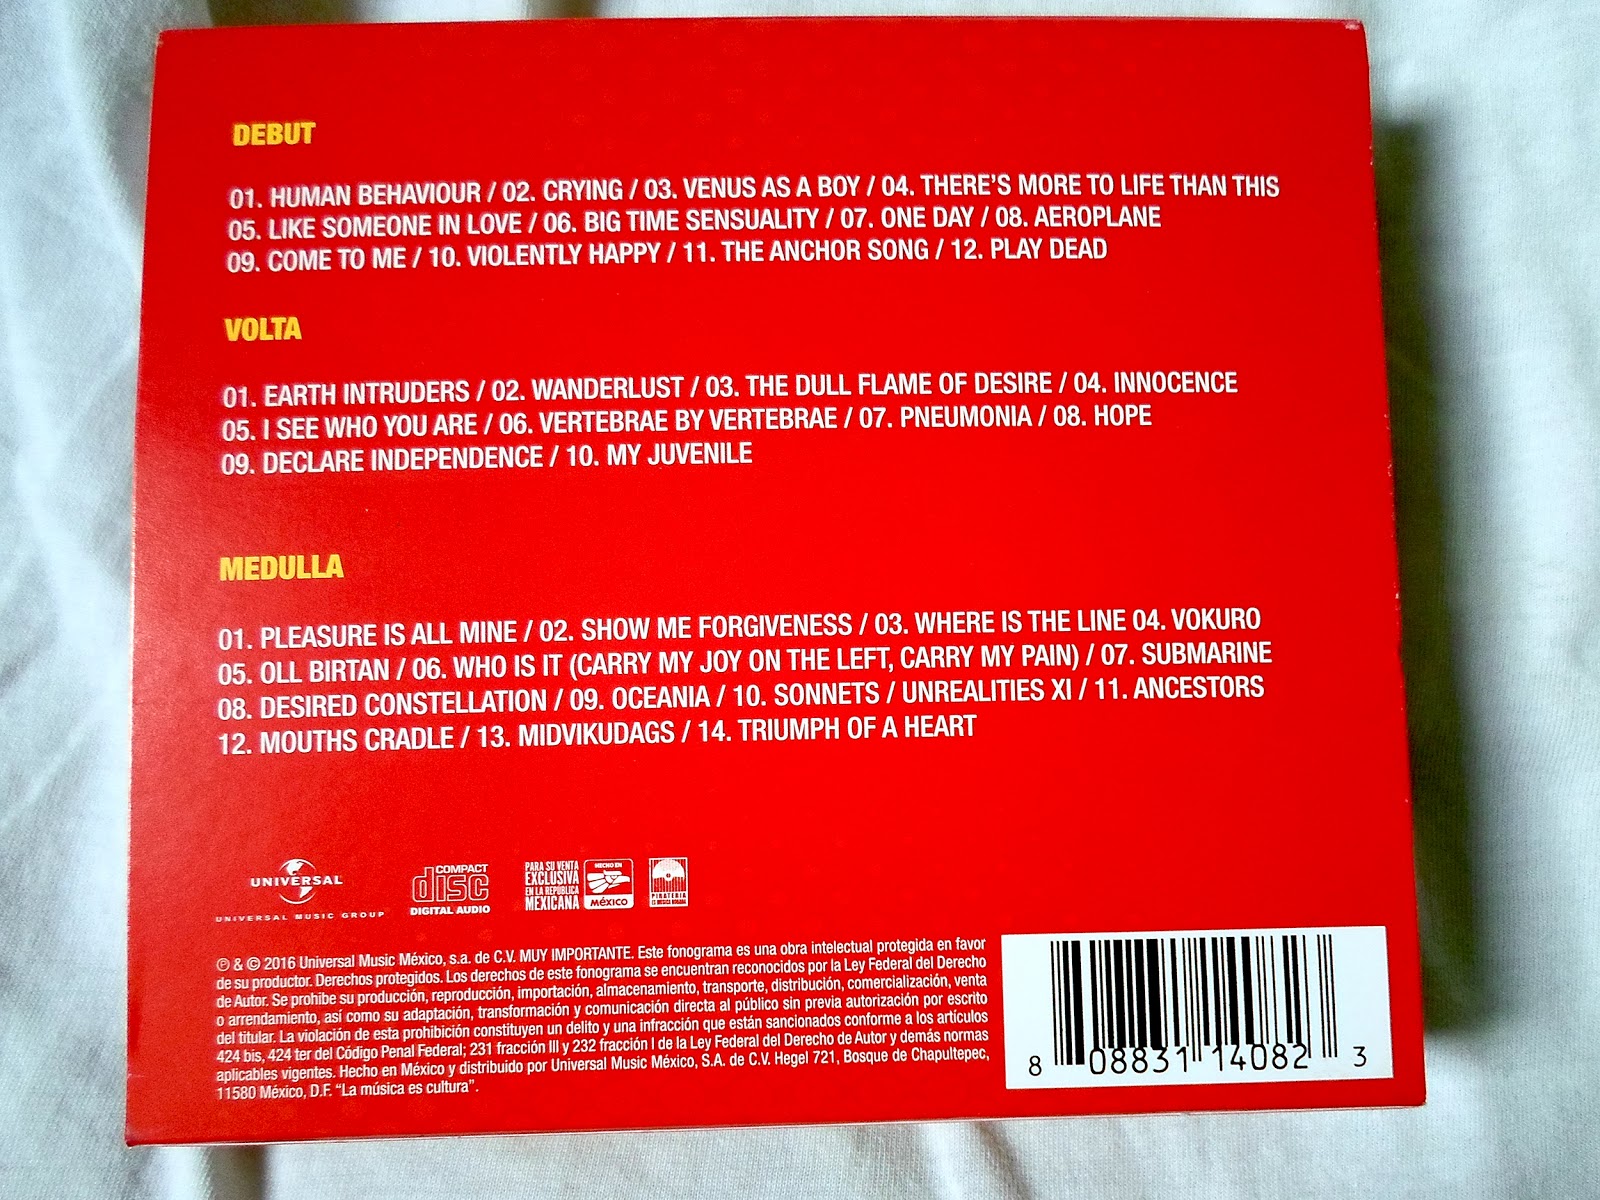 DEBUT
01. HUMAN BEHAVIOUR / 02. CRYING / 03. VENUS AS A BOY / 04. THERE'S MORE TO LIFE THAN THIS
05. LIKE SOMEONE IN LOVE / 06. BIG TIME SENSUALITY / 07. ONE DAY / 08. AEROPLANE
09. COME TO ME / 10. VIOLENTLY HAPPY / 11. THE ANCHOR SONG / 12. PLAY DEAD
VOLTA
01. EARTH INTRUDERS / 02. WANDERLUST / 03. THE DULL FLAME OF DESIRE / 04. INNOCENCE
05. I SEE WHO YOU ARE / 06. VERTEBRAE BY VERTEBRAE / 07. PNEUMONIA / 08. HOPE
09. DECLARE INDEPENDENCE / 10. MY JUVENILE
MEDULLA
01. PLEASURE IS ALL MINE / 02. SHOW ME FORGIVENESS / 03. WHERE IS THE LINE 04. VOKURO
05. OLL BIRTAN / 06. WHO IS IT (CARRY MY JOY ON THE LEFT, CARRY MY PAIN) / 07. SUBMARINE
08. DESIRED CONSTELLATION / 09. OCEANIA / 10. SONNETS / UNREALITIES XI / 11. ANCESTORS
12. MOUTHS CRADLE / 13. MIDVIKUDAGS / 14. TRIUMPH OF A HEART
UNIVERSAL
UNIVERSAL MUSIC GROUP
COMPACT
disc
DIGITAL AUDIO
PARA SU VENTA
EXCLUSIVA
EN LA REPÚBLICA
MEXICANA
HECHO EN
MÉXICO
PIRATERÍA
ES MÚSICA ROBADA
℗ & © 2016 Universal Music México, s.a. de C.V. MUY IMPORTANTE. Este fonograma es una obra intelectual protegida en favor
de su productor. Derechos protegidos. Los derechos de este fonograma se encuentran reconocidos por la Ley Federal del Derecho
de Autor. Se prohibe su producción, reproducción, importación, almacenamiento, transporte, distribución, comercialización, venta
o arrendamiento, así como su adaptación, transformación y comunicación directa al público sin previa autorización por escrito
del titular. La violación de esta prohibición constituyen un delito y una infracción que están sancionados conforme a los artículos
424 bis, 424 ter del Código Penal Federal; 231 fracción III y 232 fracción I de la Ley Federal del Derecho de Autor y demás normas
aplicables vigentes. Hecho en México y distribuido por Universal Music México, S.A. de C.V. Hegel 721, Bosque de Chapultepec,
11580 México, D.F. "La música es cultura".
8 08831 14082 3